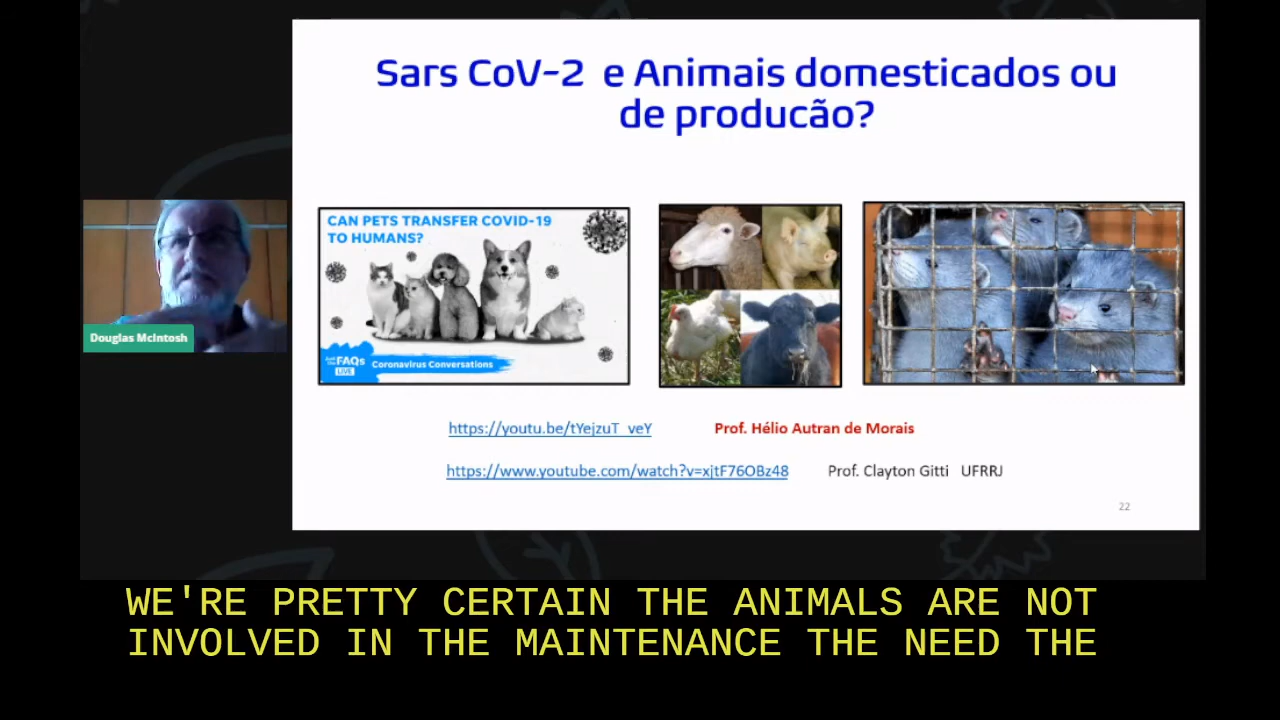 Sars CoV-2 e Animais domesticados ou
de producão?
CAN PETS TRANSFER COVID-19
TO HUMANS?
FAQs
LIVE
Coronavirus Conversations
Douglas McIntosh
https://youtu.be/tYejzuT_veY Prof. Hélio Autran de Morais
https://www.youtube.com/watch?v=xjtF76OBz48 Prof. Clayton Gitti UFRRJ
22
WE'RE PRETTY CERTAIN THE ANIMALS ARE NOT
INVOLVED IN THE MAINTENANCE THE NEED THE